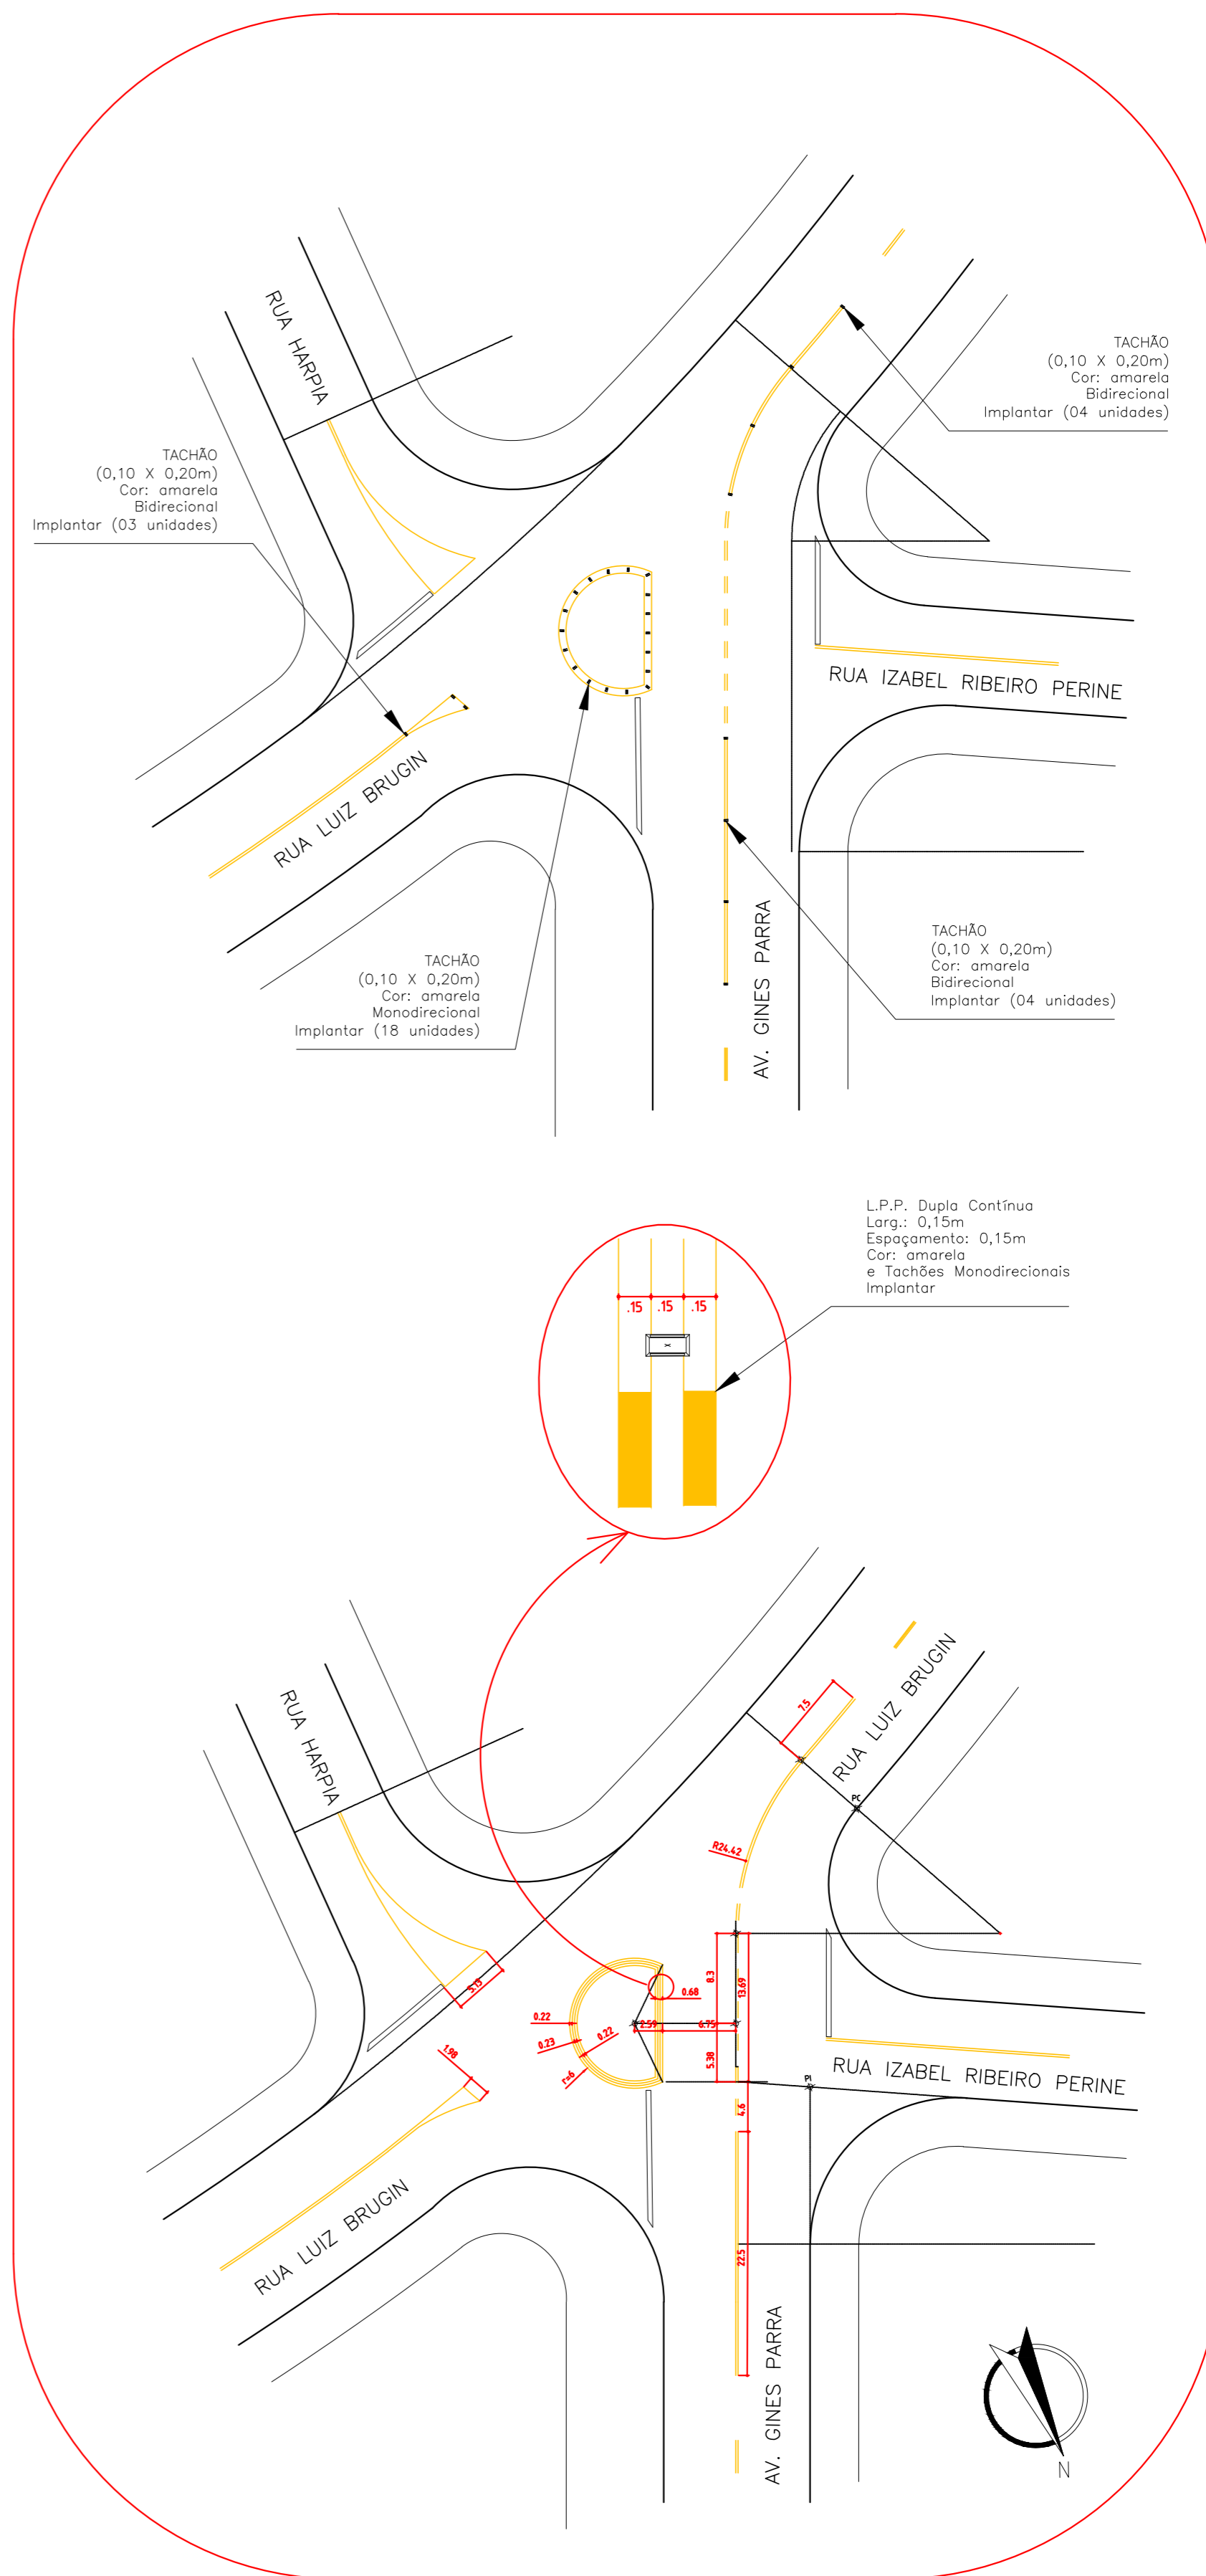 RUA HARPIA
TACHÃO
(0,10 X 0,20m)
Cor: amarela
Bidirecional
Implantar (04 unidades)
TACHÃO
(0,10 X 0,20m)
Cor: amarela
Bidirecional
Implantar (03 unidades)
RUA IZABEL RIBEIRO PERINE
RUA LUIZ BRUGIN
AV. GINES PARRA
TACHÃO
(0,10 X 0,20m)
Cor: amarela
Bidirecional
Implantar (04 unidades)
TACHÃO
(0,10 X 0,20m)
Cor: amarela
Monodirecional
Implantar (18 unidades)
L.P.P. Dupla Contínua
Larg.: 0,15m
Espaçamento: 0,15m
Cor: amarela
e Tachões Monodirecionais
Implantar
.15 .15 .15
RUA LUIZ BRUGIN
7.5
RUA HARPIA
PC
R24.42
8.3
13.69
3.13
0.68
0.22
2.59
6.75
0.23
0.22
5.38
r=6
1.98
RUA IZABEL RIBEIRO PERINE
PI
4.6
RUA LUIZ BRUGIN
22.5
AV. GINES PARRA
N